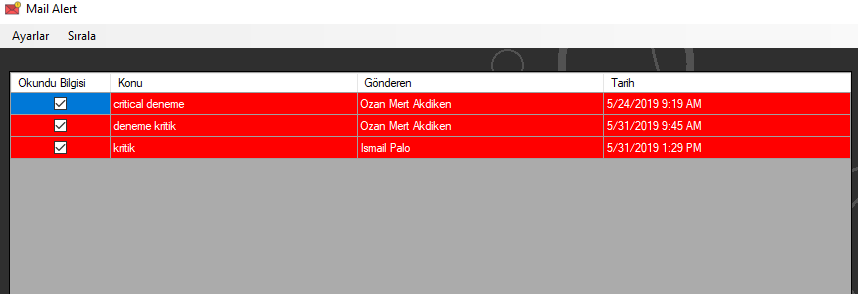 Mail Alert
Ayarlar Sırala
Okundu Bilgisi Konu Gönderen Tarih
critical deneme Ozan Mert Akdiken 5/24/2019 9:19 AM
deneme kritik Ozan Mert Akdiken 5/31/2019 9:45 AM
kritik Ismail Palo 5/31/2019 1:29 PM